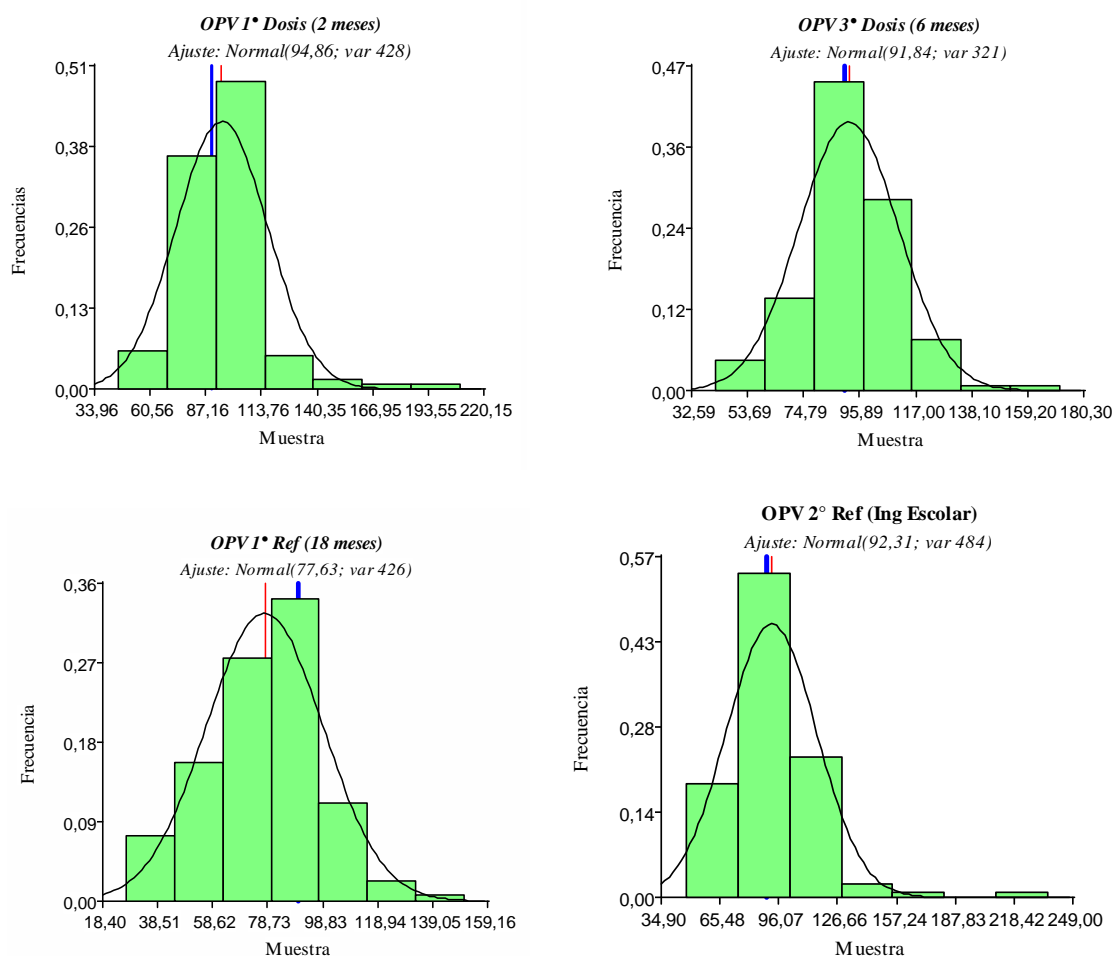 OPV 1• Dosis (2 meses)
Ajuste: Normal(94,86; var 428)
0,51
0,38
0,26
0,13
0,00
Frecuencias
33,96 60,56 87,16 113,76 140,35 166,95 193,55 220,15
Muestra
OPV 3• Dosis (6 meses)
Ajuste: Normal(91,84; var 321)
0,47
0,36
0,24
0,12
0,00
Frecuencia
32,59 53,69 74,79 95,89 117,00 138,10 159,20 180,30
Muestra
OPV 1• Ref (18 meses)
Ajuste: Normal(77,63; var 426)
0,36
0,27
0,18
0,09
0,00
Frecuencia
18,40 38,51 58,62 78,73 98,83 118,94 139,05 159,16
Muestra
OPV 2° Ref (Ing Escolar)
Ajuste: Normal(92,31; var 484)
0,57
0,43
0,28
0,14
0,00
Frecuencia
34,90 65,48 96,07 126,66 157,24 187,83 218,42 249,00
Muestra